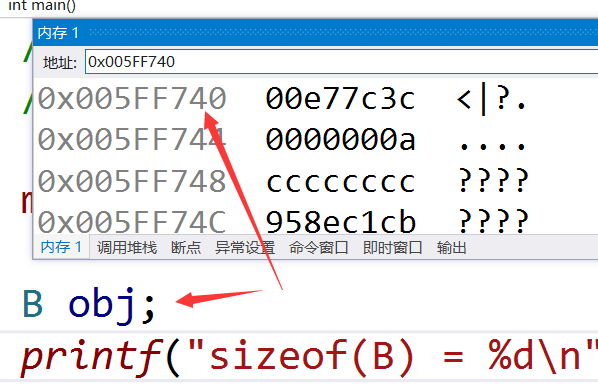 int main()
内存 1
地址: 0x005FF740
0x005FF740 00e77c3c <|?.
0x005FF744 0000000a ....
0x005FF748 cccccccc ????
0x005FF74C 958ec1cb ????
内存 1 调用堆栈 断点 异常设置 命令窗口 即时窗口 输出
B obj;
printf("sizeof(B) = %d\n"